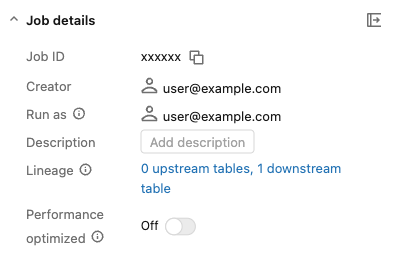 Job details
Job ID xxxxxx
Creator user@example.com
Run as user@example.com
Description Add description
Lineage 0 upstream tables, 1 downstream
table
Performance
optimized Off